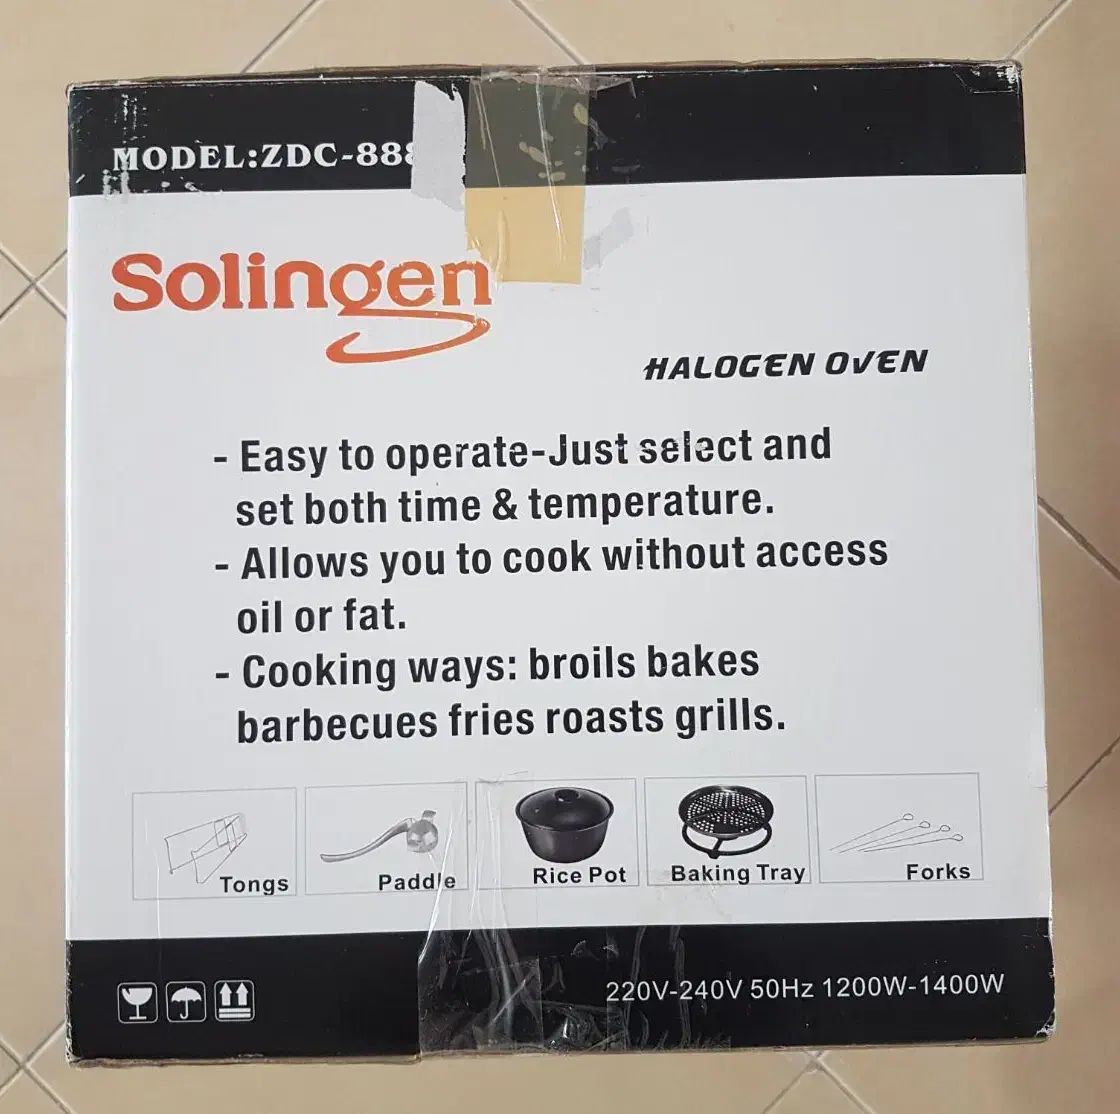 MODEL:ZDC-888
Solingen
HALOGEN OVEN
- Easy to operate-Just select and
set both time & temperature.
- Allows you to cook without access
oil or fat.
- Cooking ways: broils bakes
barbecues fries roasts grills.
Tongs Paddle Rice Pot Baking Tray Forks
220V-240V 50Hz 1200W-1400W